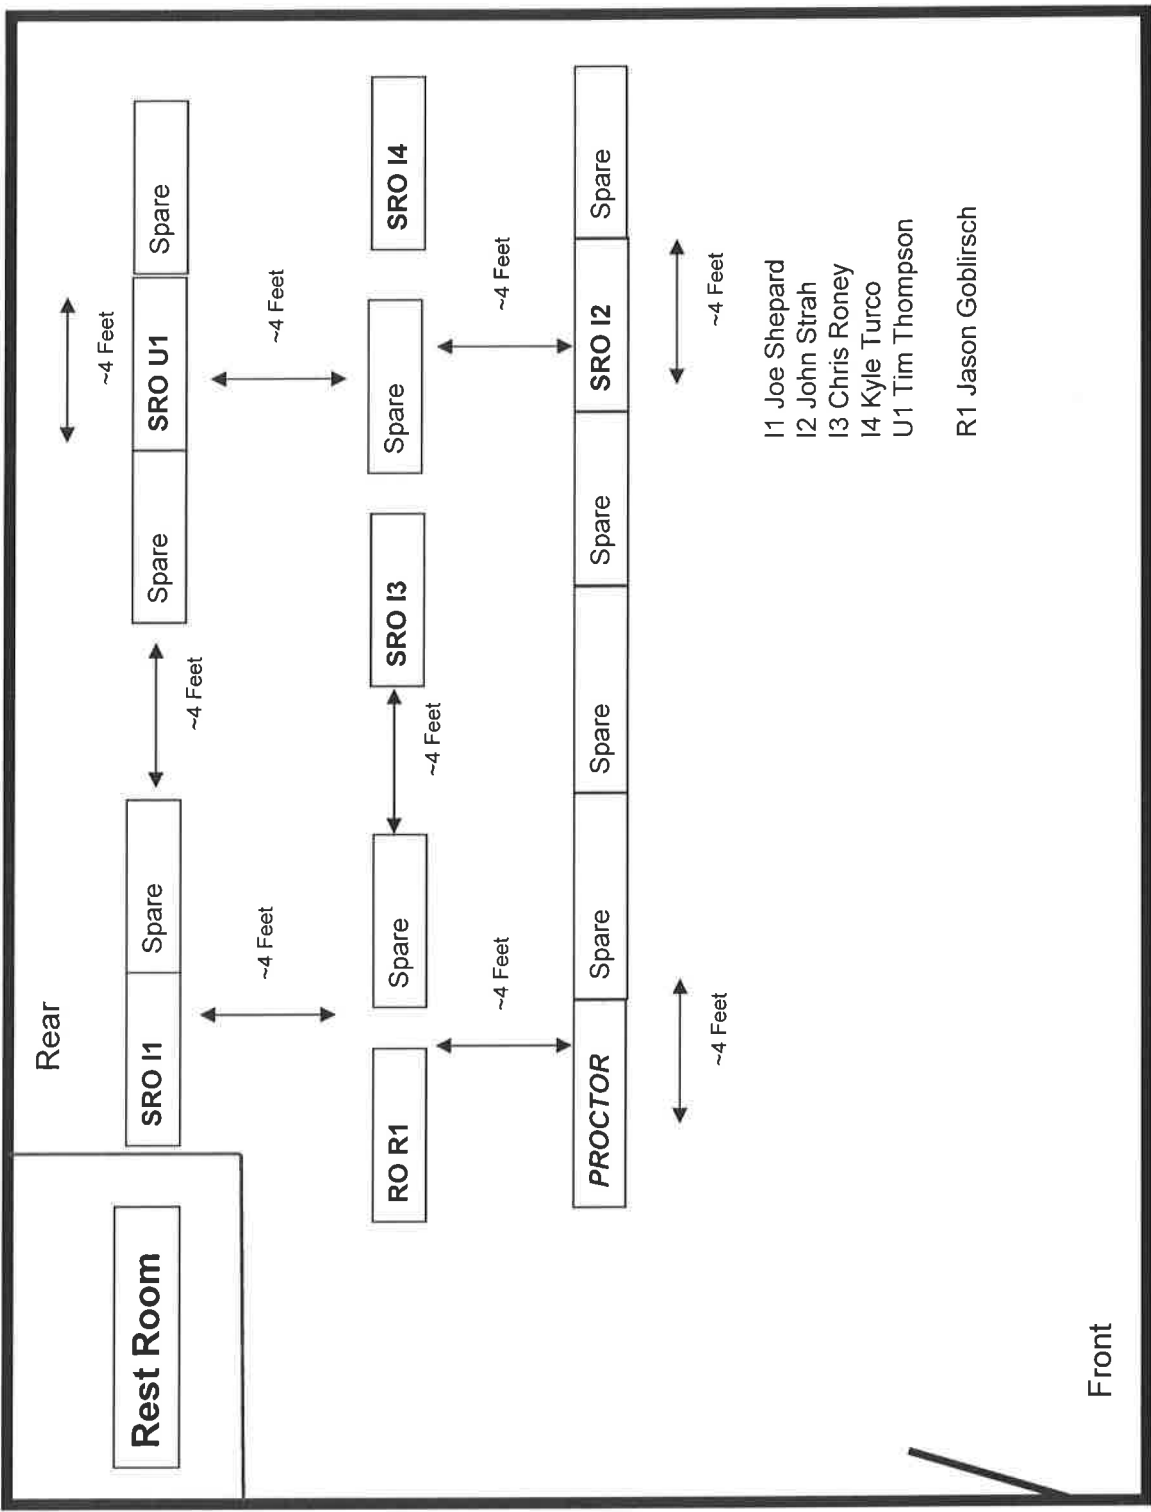 Rear
~4 Feet
Rest Room
SRO I1
Spare
Spare
SRO U1
Spare
~4 Feet
~4 Feet
~4 Feet
RO R1
Spare
SRO I3
Spare
SRO I4
~4 Feet
~4 Feet
~4 Feet
PROCTOR
Spare
Spare
Spare
SRO I2
Spare
~4 Feet
~4 Feet
I1 Joe Shepard
I2 John Strah
I3 Chris Roney
I4 Kyle Turco
U1 Tim Thompson
R1 Jason Goblirsch
Front